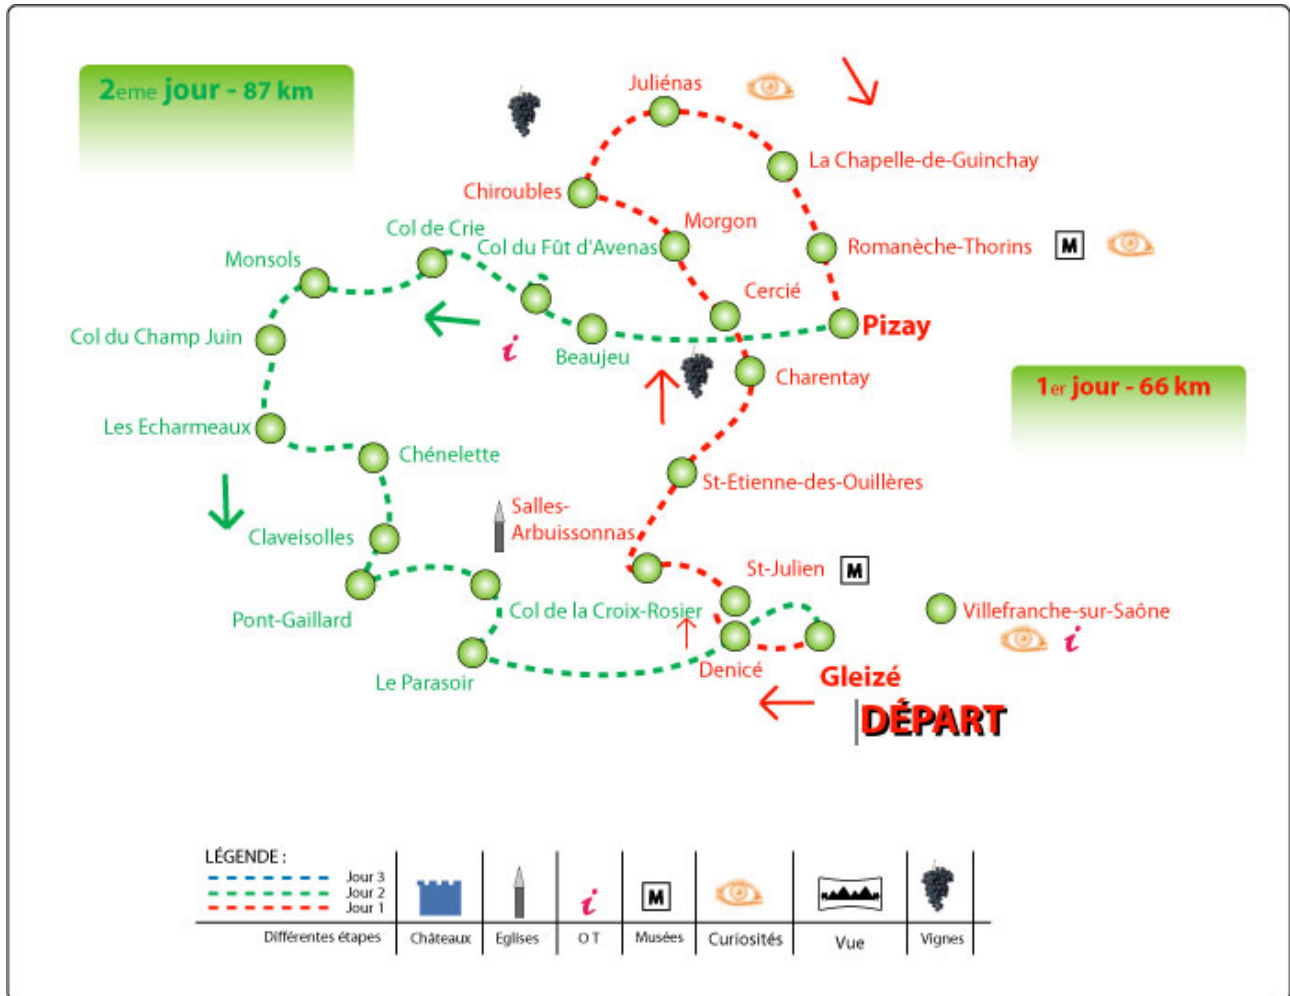 2eme jour - 87 km
Juliénas
La Chapelle-de-Guinchay
Chiroubles
Morgon
Col de Crie
Col du Fût d'Avenas
Romanèche-Thorins
M
Monsols
Cercié
Pizay
Col du Champ Juin
i
Beaujeu
Charentay
1er jour - 66 km
Les Echarmeaux
Chénelette
St-Etienne-des-Ouillères
Salles-
Arbuissonnas
Claveisolles
St-Julien
M
Col de la Croix-Rosier
Villefranche-sur-Saône
Pont-Gaillard
i
Denicé
Gleizé
Le Parasoir
DÉPART
LÉGENDE :
Jour 3
Jour 2
Jour 1
i
M
Différentes étapes
Châteaux
Eglises
O T
Musées
Curiosités
Vue
Vignes